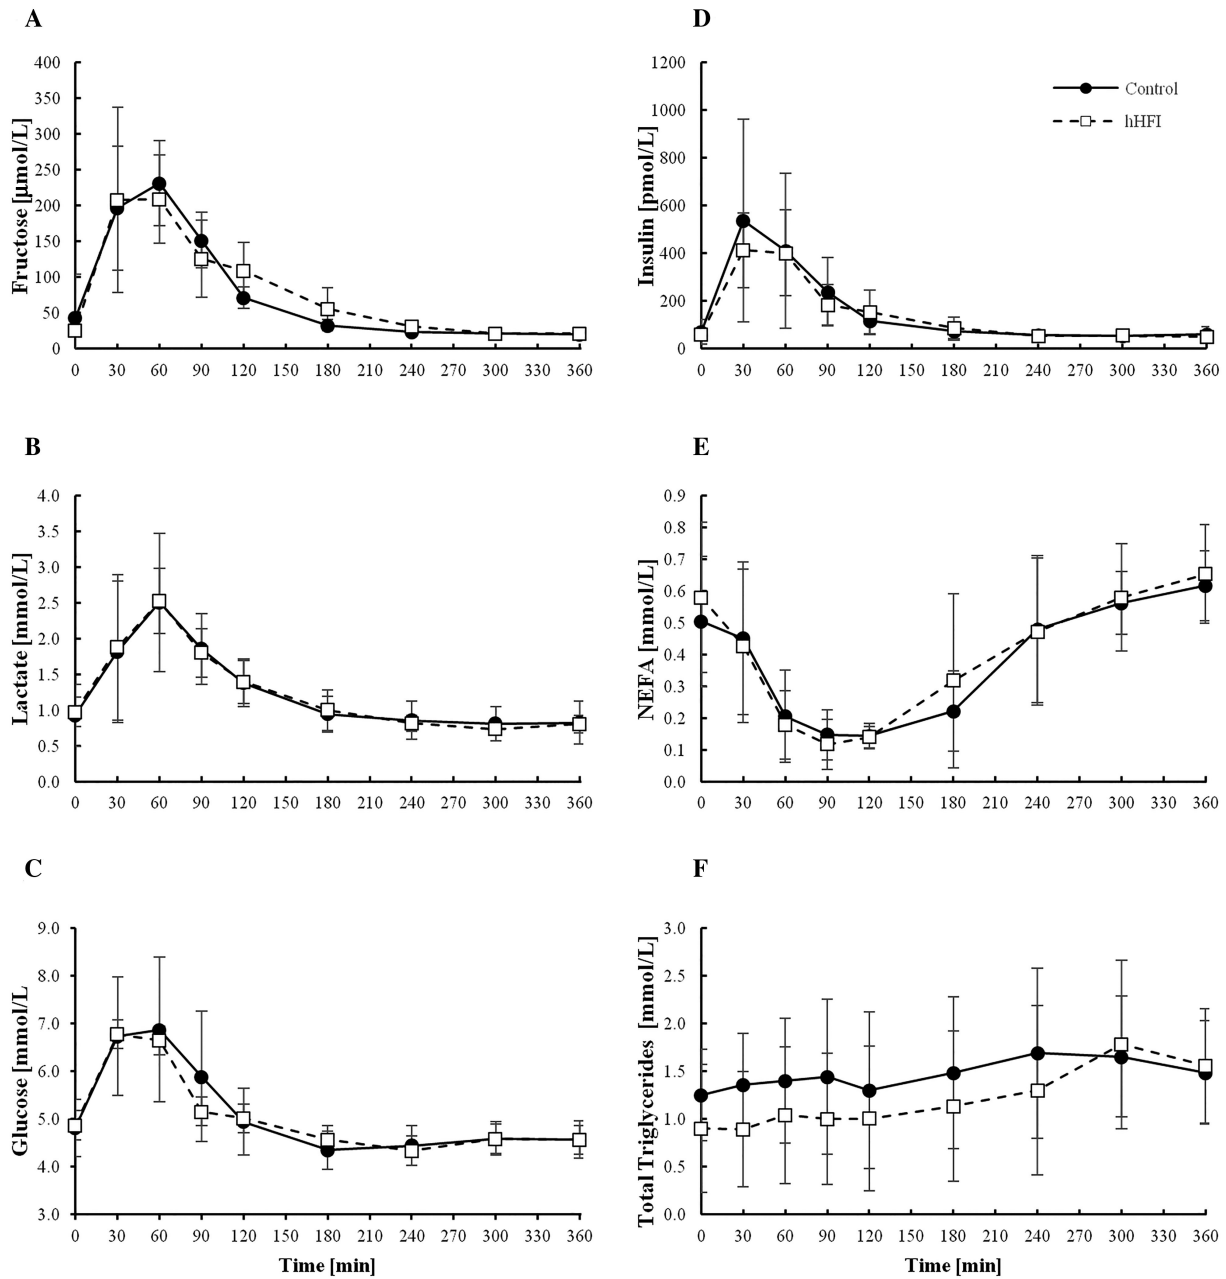 A
Fructose [µmol/L]
400
350
300
250
200
150
100
50
0
0 30 60 90 120 150 180 210 240 270 300 330 360
D
Insulin [pmol/L]
1200
1000
800
600
400
200
0
0 30 60 90 120 150 180 210 240 270 300 330 360
Control
hHFI
B
Lactate [mmol/L]
4.0
3.5
3.0
2.5
2.0
1.5
1.0
0.5
0.0
0 30 60 90 120 150 180 210 240 270 300 330 360
E
NEFA [mmol/L]
0.9
0.8
0.7
0.6
0.5
0.4
0.3
0.2
0.1
0.0
0 30 60 90 120 150 180 210 240 270 300 330 360
C
Glucose [mmol/L
9.0
8.0
7.0
6.0
5.0
4.0
3.0
0 30 60 90 120 150 180 210 240 270 300 330 360
Time [min]
F
Total Triglycerides [mmol/L]
3.0
2.5
2.0
1.5
1.0
0.5
0.0
0 30 60 90 120 150 180 210 240 270 300 330 360
Time [min]